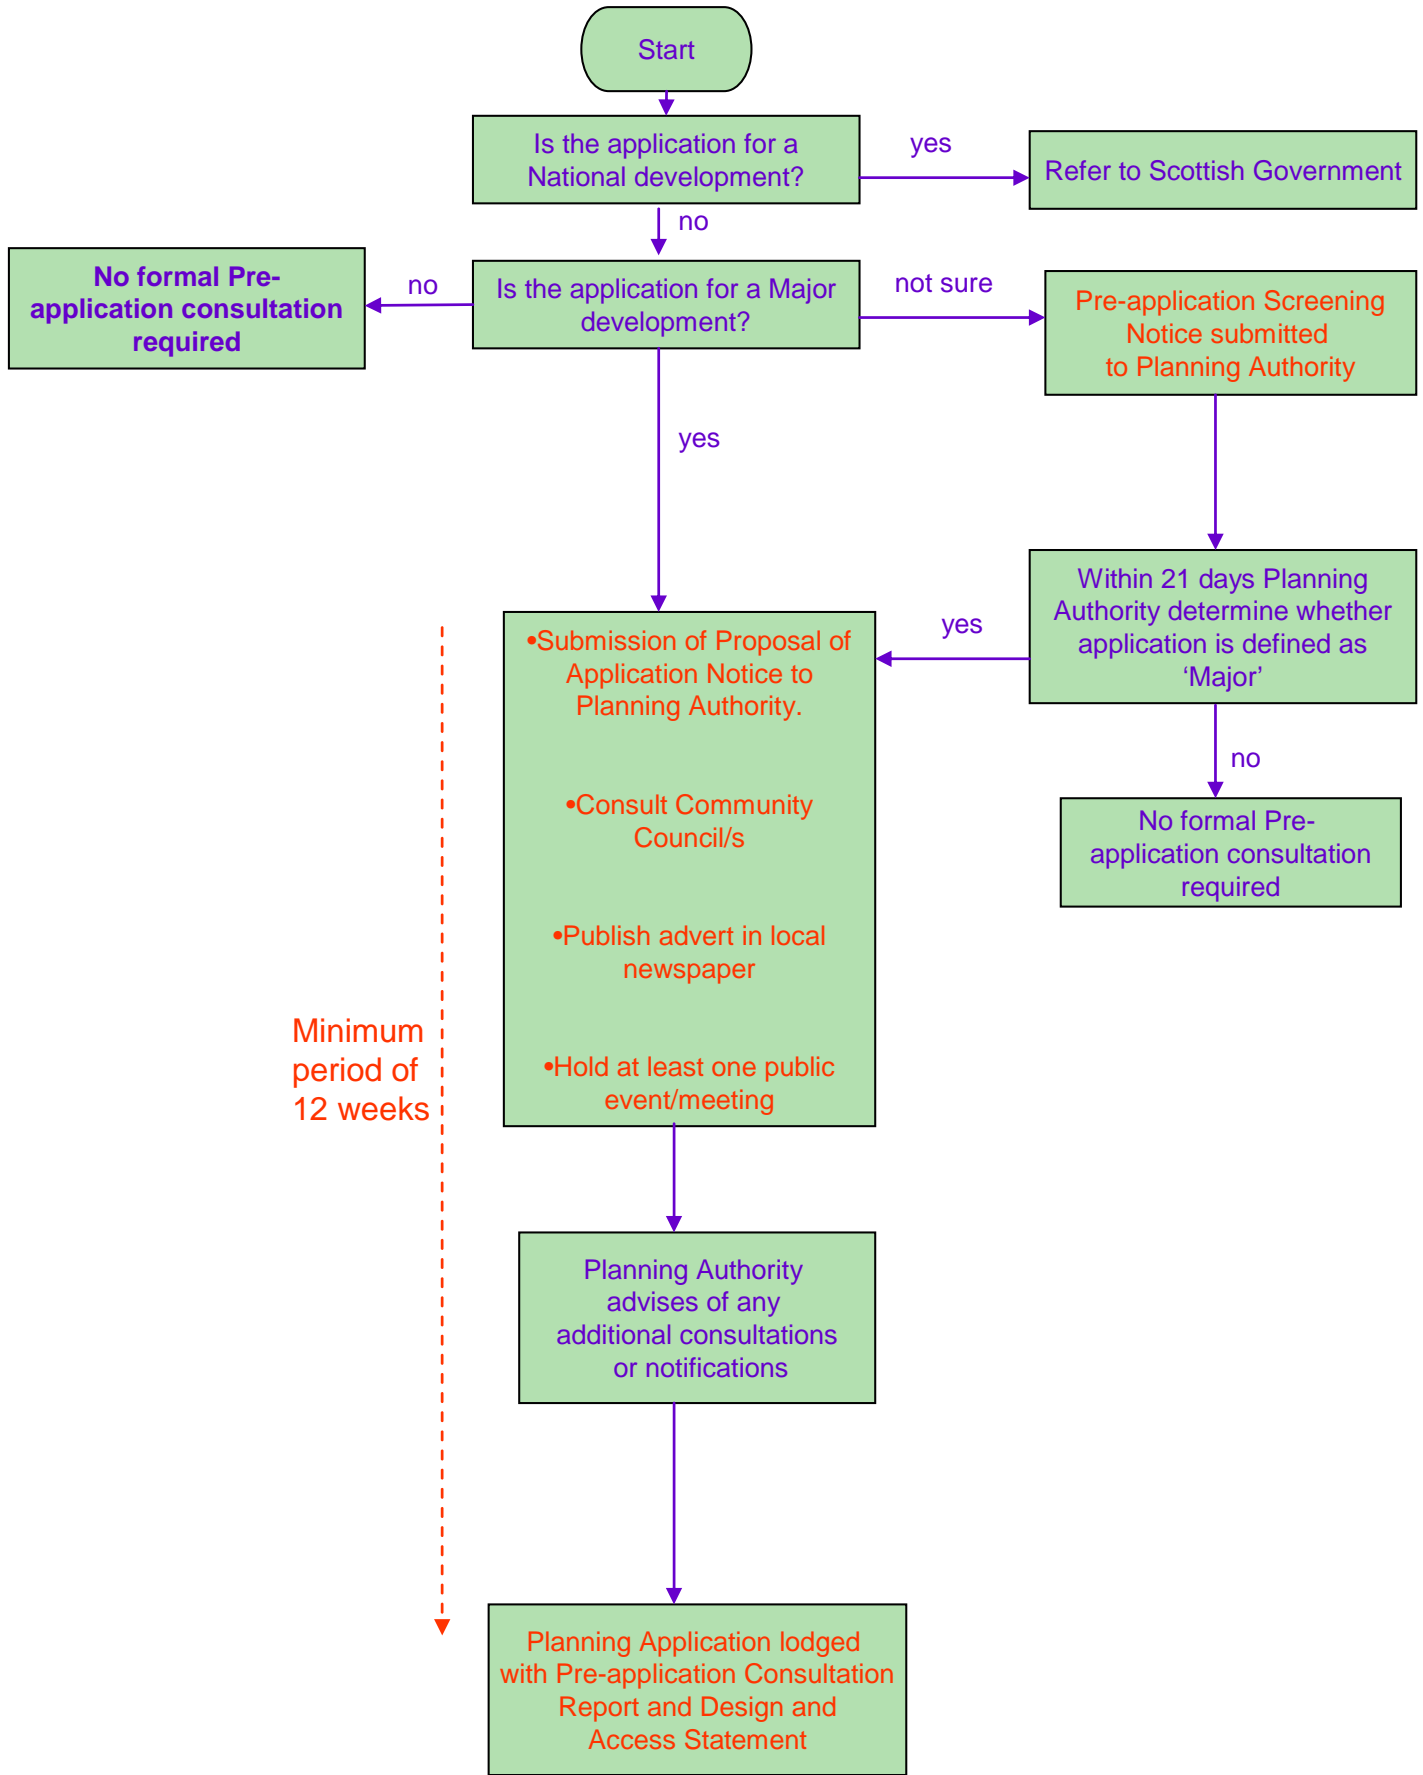 Start
Is the application for a
National development?
yes
Refer to Scottish Government
no
No formal Pre-
application consultation
required
no
Is the application for a Major
development?
not sure
Pre-application Screening
Notice submitted
to Planning Authority
yes
Within 21 days Planning
Authority determine whether
application is defined as
‘Major’
yes
•Submission of Proposal of
Application Notice to
Planning Authority.
•Consult Community
Council/s
•Publish advert in local
newspaper
•Hold at least one public
event/meeting
no
No formal Pre-
application consultation
required
Minimum
period of
12 weeks
Planning Authority
advises of any
additional consultations
or notifications
Planning Application lodged
with Pre-application Consultation
Report and Design and
Access Statement